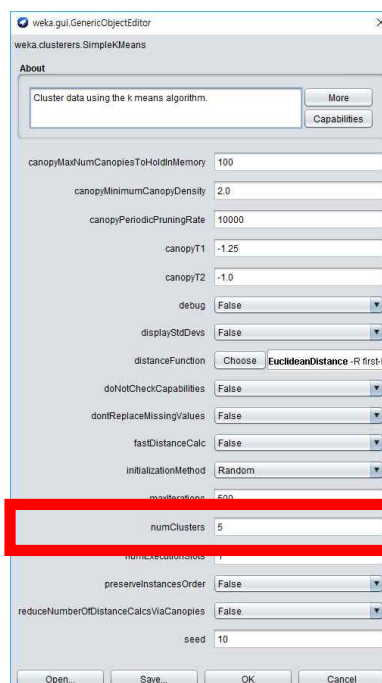 weka.gui.GenericObjectEditor
weka.clusterers.SimpleKMeans
About
Cluster data using the k means algorithm.
More
Capabilities
canopyMaxNumCanopiesToHoldInMemory 100
canopyMinimumCanopyDensity 2.0
canopyPeriodicPruningRate 10000
canopyT1 -1.25
canopyT2 -1.0
debug False
displayStdDevs False
distanceFunction Choose EuclideanDistance -R first-
doNotCheckCapabilities False
dontReplaceMissingValues False
fastDistanceCalc False
initializationMethod Random
maxIterations 500
numClusters 5
numExecutionSlots 1
preserveInstancesOrder False
reduceNumberOfDistanceCalcsViaCanopies False
seed 10
Open... Save... OK Cancel